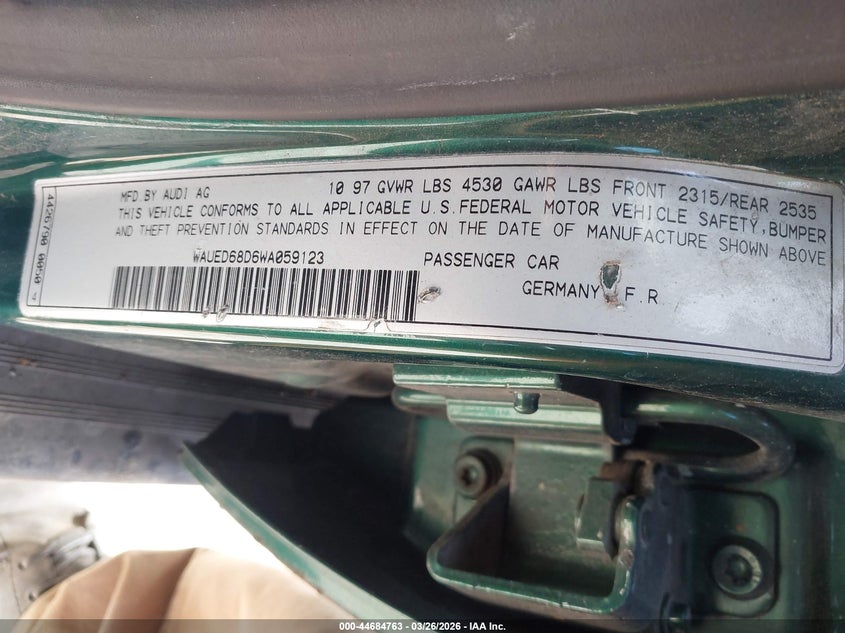 MFD BY AUDI AG 10 97 GVWR LBS 4530 GAWR LBS FRONT 2315/REAR 2535
THIS VEHICLE CONFORMS TO ALL APPLICABLE U.S.FEDERAL MOTOR VEHICLE SAFETY,BUMPER
AND THEFT PREVENTION STANDARDS IN EFFECT ON THE DATE OF MANUFACTURE SHOWN ABOVE
WAUED68D6WA059123 PASSENGER CAR
GERMANY F.R
4426790 0050
000-44684763 - 03/26/2026 - IAA Inc.